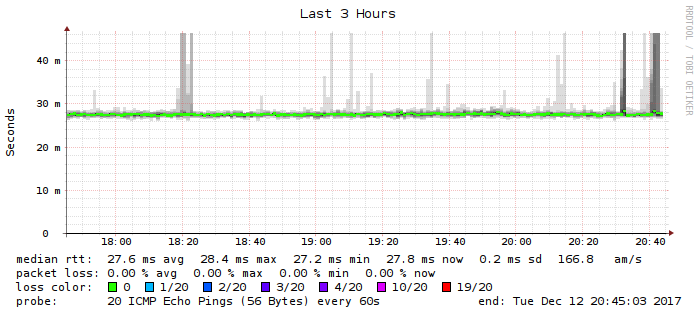 Last 3 Hours
RRDTOOL / TOBI OETIKER
Seconds
40 m
30 m
20 m
10 m
0
18:00 18:20 18:40 19:00 19:20 19:40 20:00 20:20 20:40
median rtt: 27.6 ms avg 28.4 ms max 27.2 ms min 27.8 ms now 0.2 ms sd 166.8 am/s
packet loss: 0.00 % avg 0.00 % max 0.00 % min 0.00 % now
loss color: 0 1/20 2/20 3/20 4/20 10/20 19/20
probe: 20 ICMP Echo Pings (56 Bytes) every 60s end: Tue Dec 12 20:45:03 2017